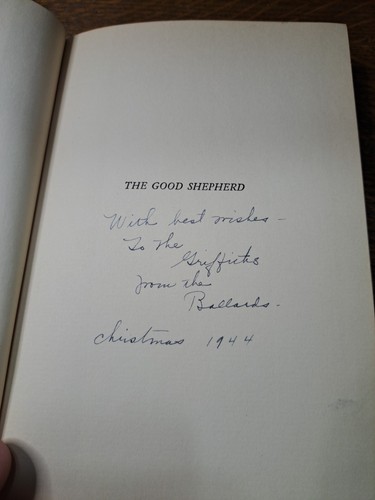 THE GOOD SHEPHERD
With best wishes -
To the
Griffiths
from the
Ballards -
Christmas 1944